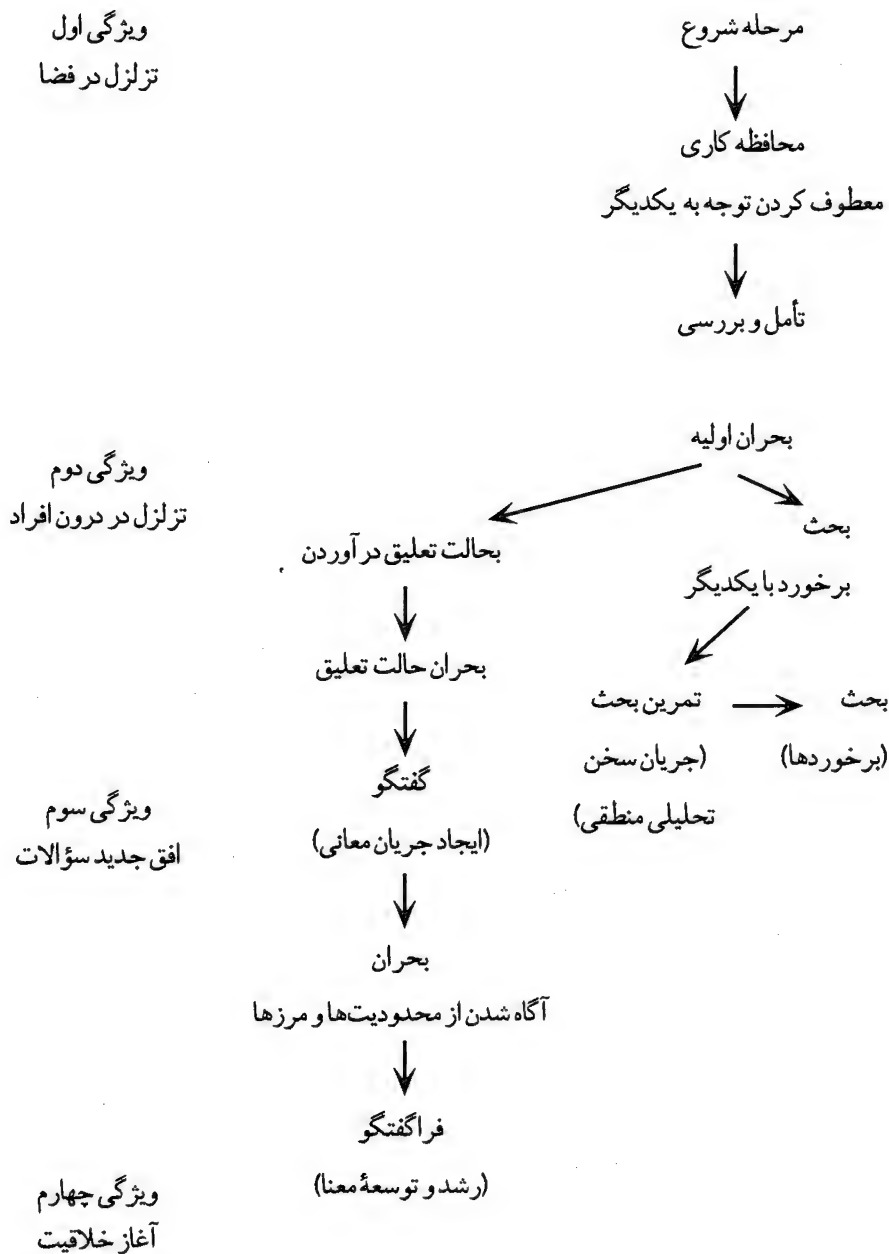 مرحله شروع
ویژگی اول
تزلزل در فضا
محافظه کاری
معطوف کردن توجه به یکدیگر
تأمل و بررسی
بحران اولیه
ویژگی دوم
تزلزل در درون افراد
بحث
برخورد با یکدیگر
بحالت تعلیق در آوردن
بحران حالت تعلیق
بحث
(برخوردها)
تمرین بحث
(جریان سخن
تحلیلی منطقی)
گفتگو
(ایجاد جریان معانی)
ویژگی سوم
افق جدید سؤالات
بحران
آگاه شدن از محدودیت‌ها و مرزها
فراگفتگو
(رشد و توسعۀ معنا)
ویژگی چهارم
آغاز خلاقیت